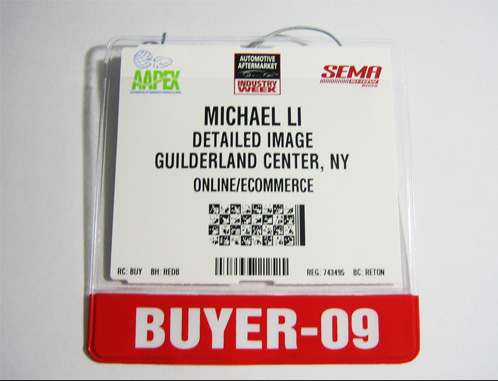 AAPEX
AUTOMOTIVE
AFTERMARKET
INDUSTRY
WEEK
SEMA
SHOW
MICHAEL LI
DETAILED IMAGE
GUILDERLAND CENTER, NY
ONLINE/ECOMMERCE
RC: BUY BH: REDB REG: 743495 BC: RETON
BUYER-09